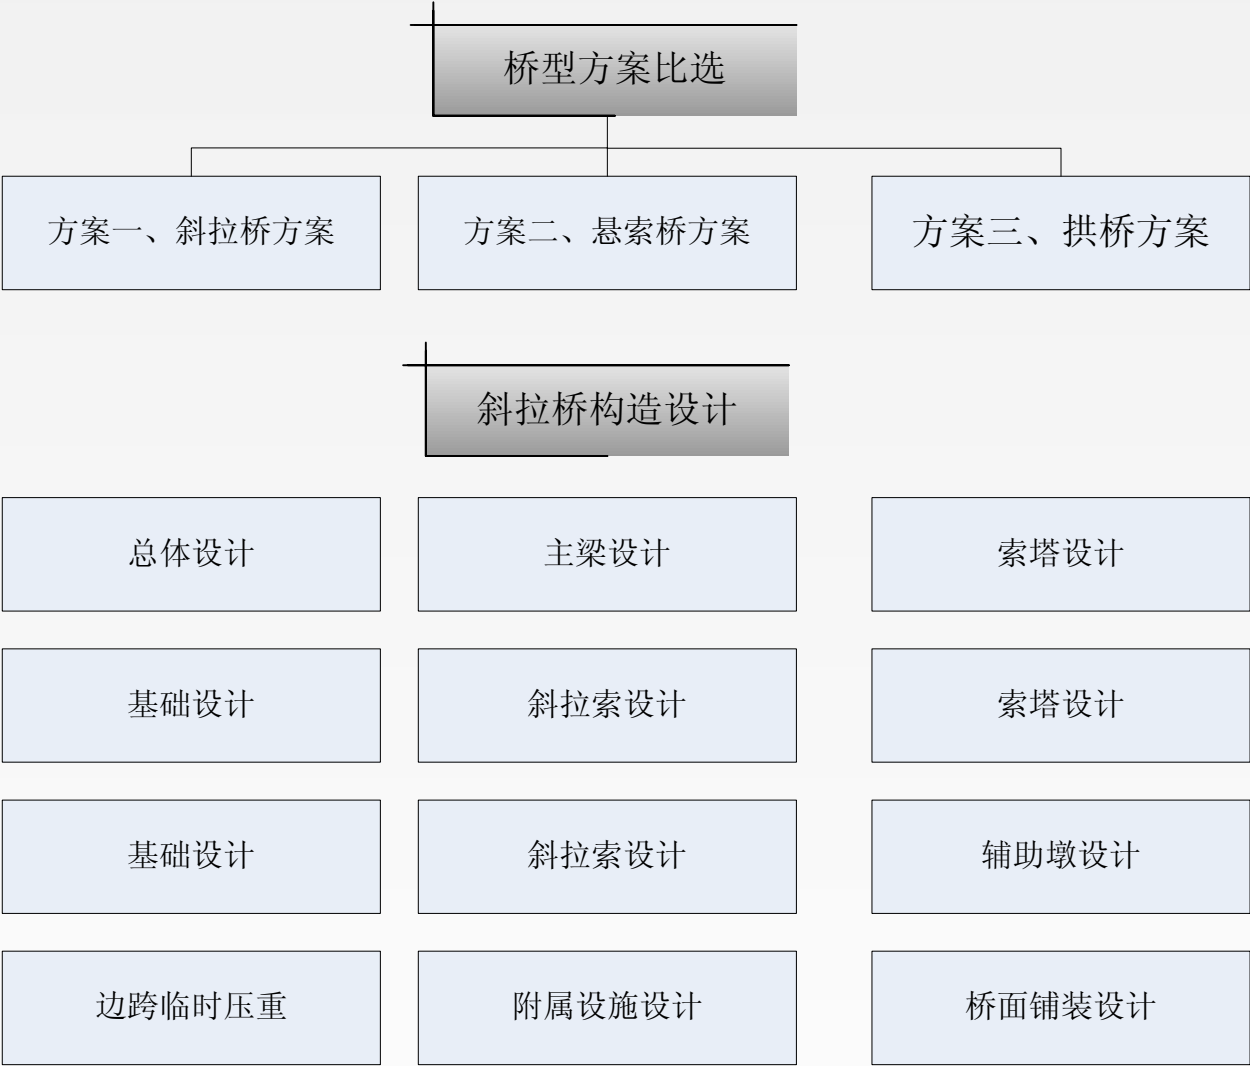 桥型方案比选
方案一、斜拉桥方案
方案二、悬索桥方案
方案三、拱桥方案
斜拉桥构造设计
总体设计
主梁设计
索塔设计
基础设计
斜拉索设计
索塔设计
基础设计
斜拉索设计
辅助墩设计
边跨临时压重
附属设施设计
桥面铺装设计